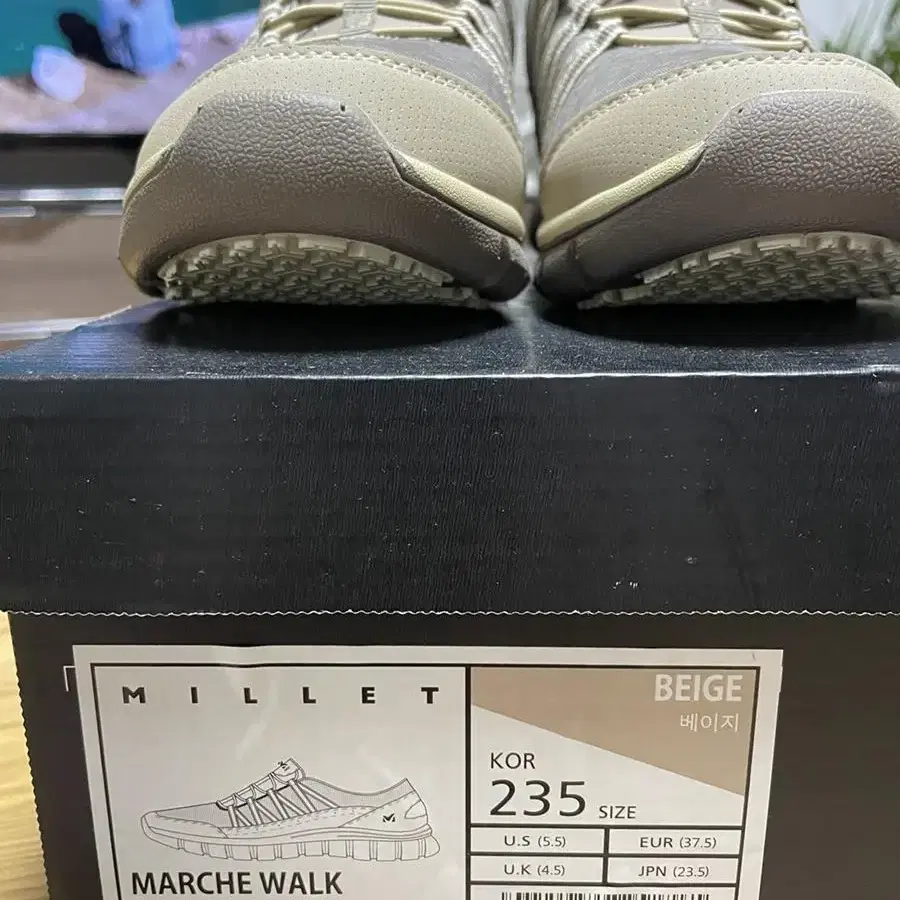 MILLET
BEIGE
베이지
KOR
235 SIZE
U.S (5.5) EUR (37.5)
U.K (4.5) JPN (23.5)
MARCHE WALK